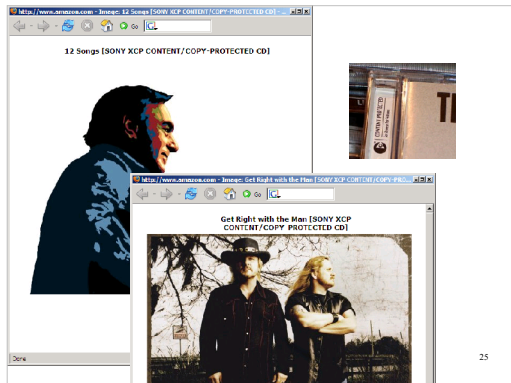 http://www.amazon.com - Image: 12 Songs [SONY XCP CONTENT/COPY-PROTECTED CD] - ...
Go
12 Songs [SONY XCP CONTENT/COPY-PROTECTED CD]
CONTENT PROTECTED
http://www.amazon.com - Image: Get Right with the Man [SONY XCP CONTENT/COPY-PRO...
Go
Get Right with the Man [SONY XCP
CONTENT/COPY-PROTECTED CD]
Done
25